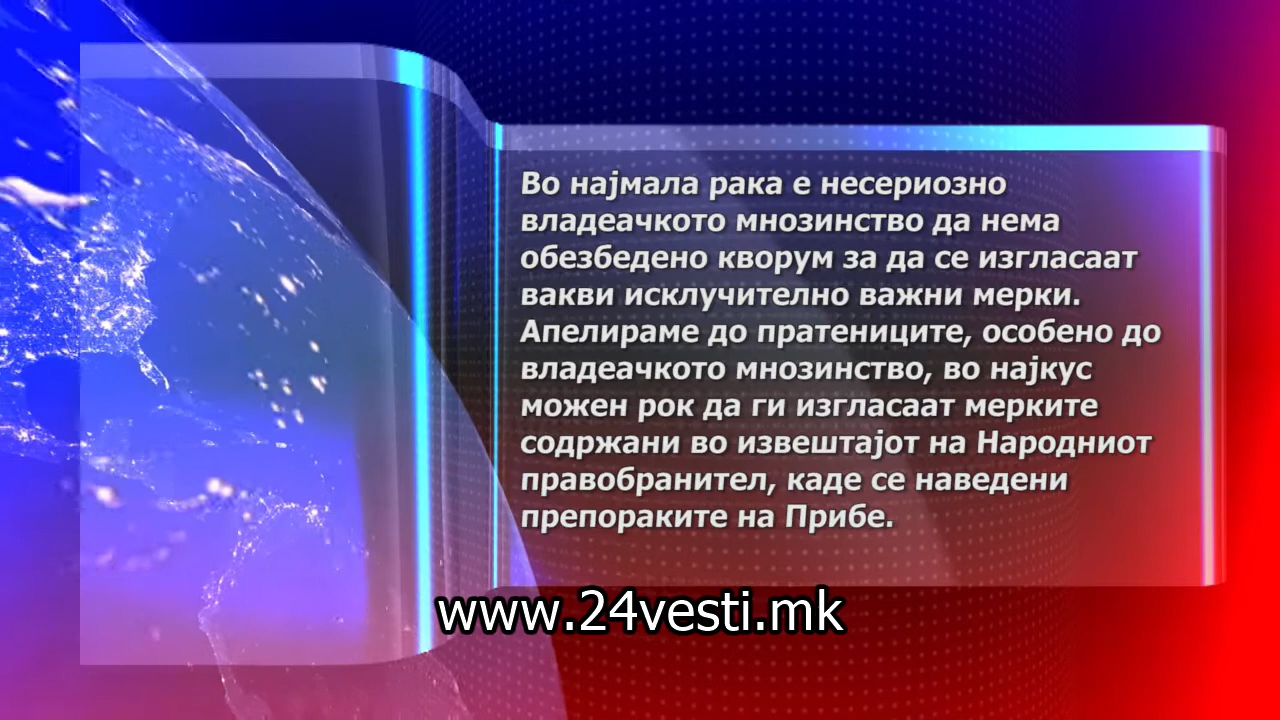 Во најмала рака е несериозно
владеачкото мнозинство да нема
обезбедено кворум за да се изгласаат
вакви исклучително важни мерки.
Апелираме до пратениците, особено до
владеачкото мнозинство, во најкус
можен рок да ги изгласаат мерките
содржани во извештајот на Народниот
правобранител, каде се наведени
препораките на Прибе.
www.24vesti.mk